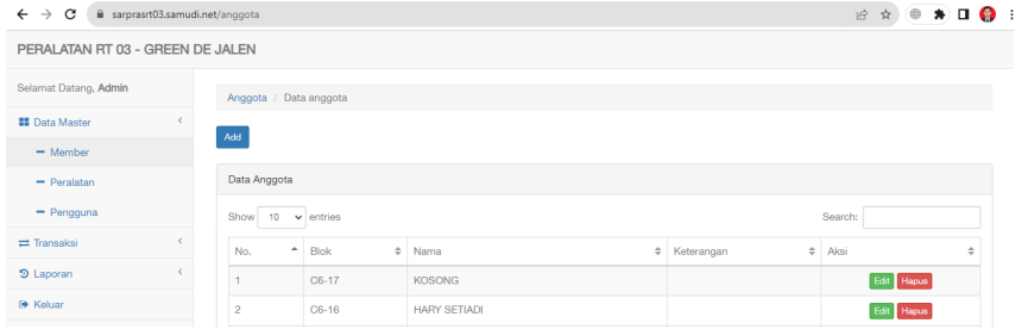 sarprasrt03.samudi.net/anggota
PERALATAN RT 03 - GREEN DE JALEN
Selamat Datang, Admin
Data Master
Member
Peralatan
Pengguna
Transaksi
Laporan
Keluar
Anggota / Data anggota
Add
Data Anggota
Show 10 entries Search:
No. Blok Nama Keterangan Aksi
1 C6-17 KOSONG Edit Hapus
2 C6-16 HARY SETIADI Edit Hapus